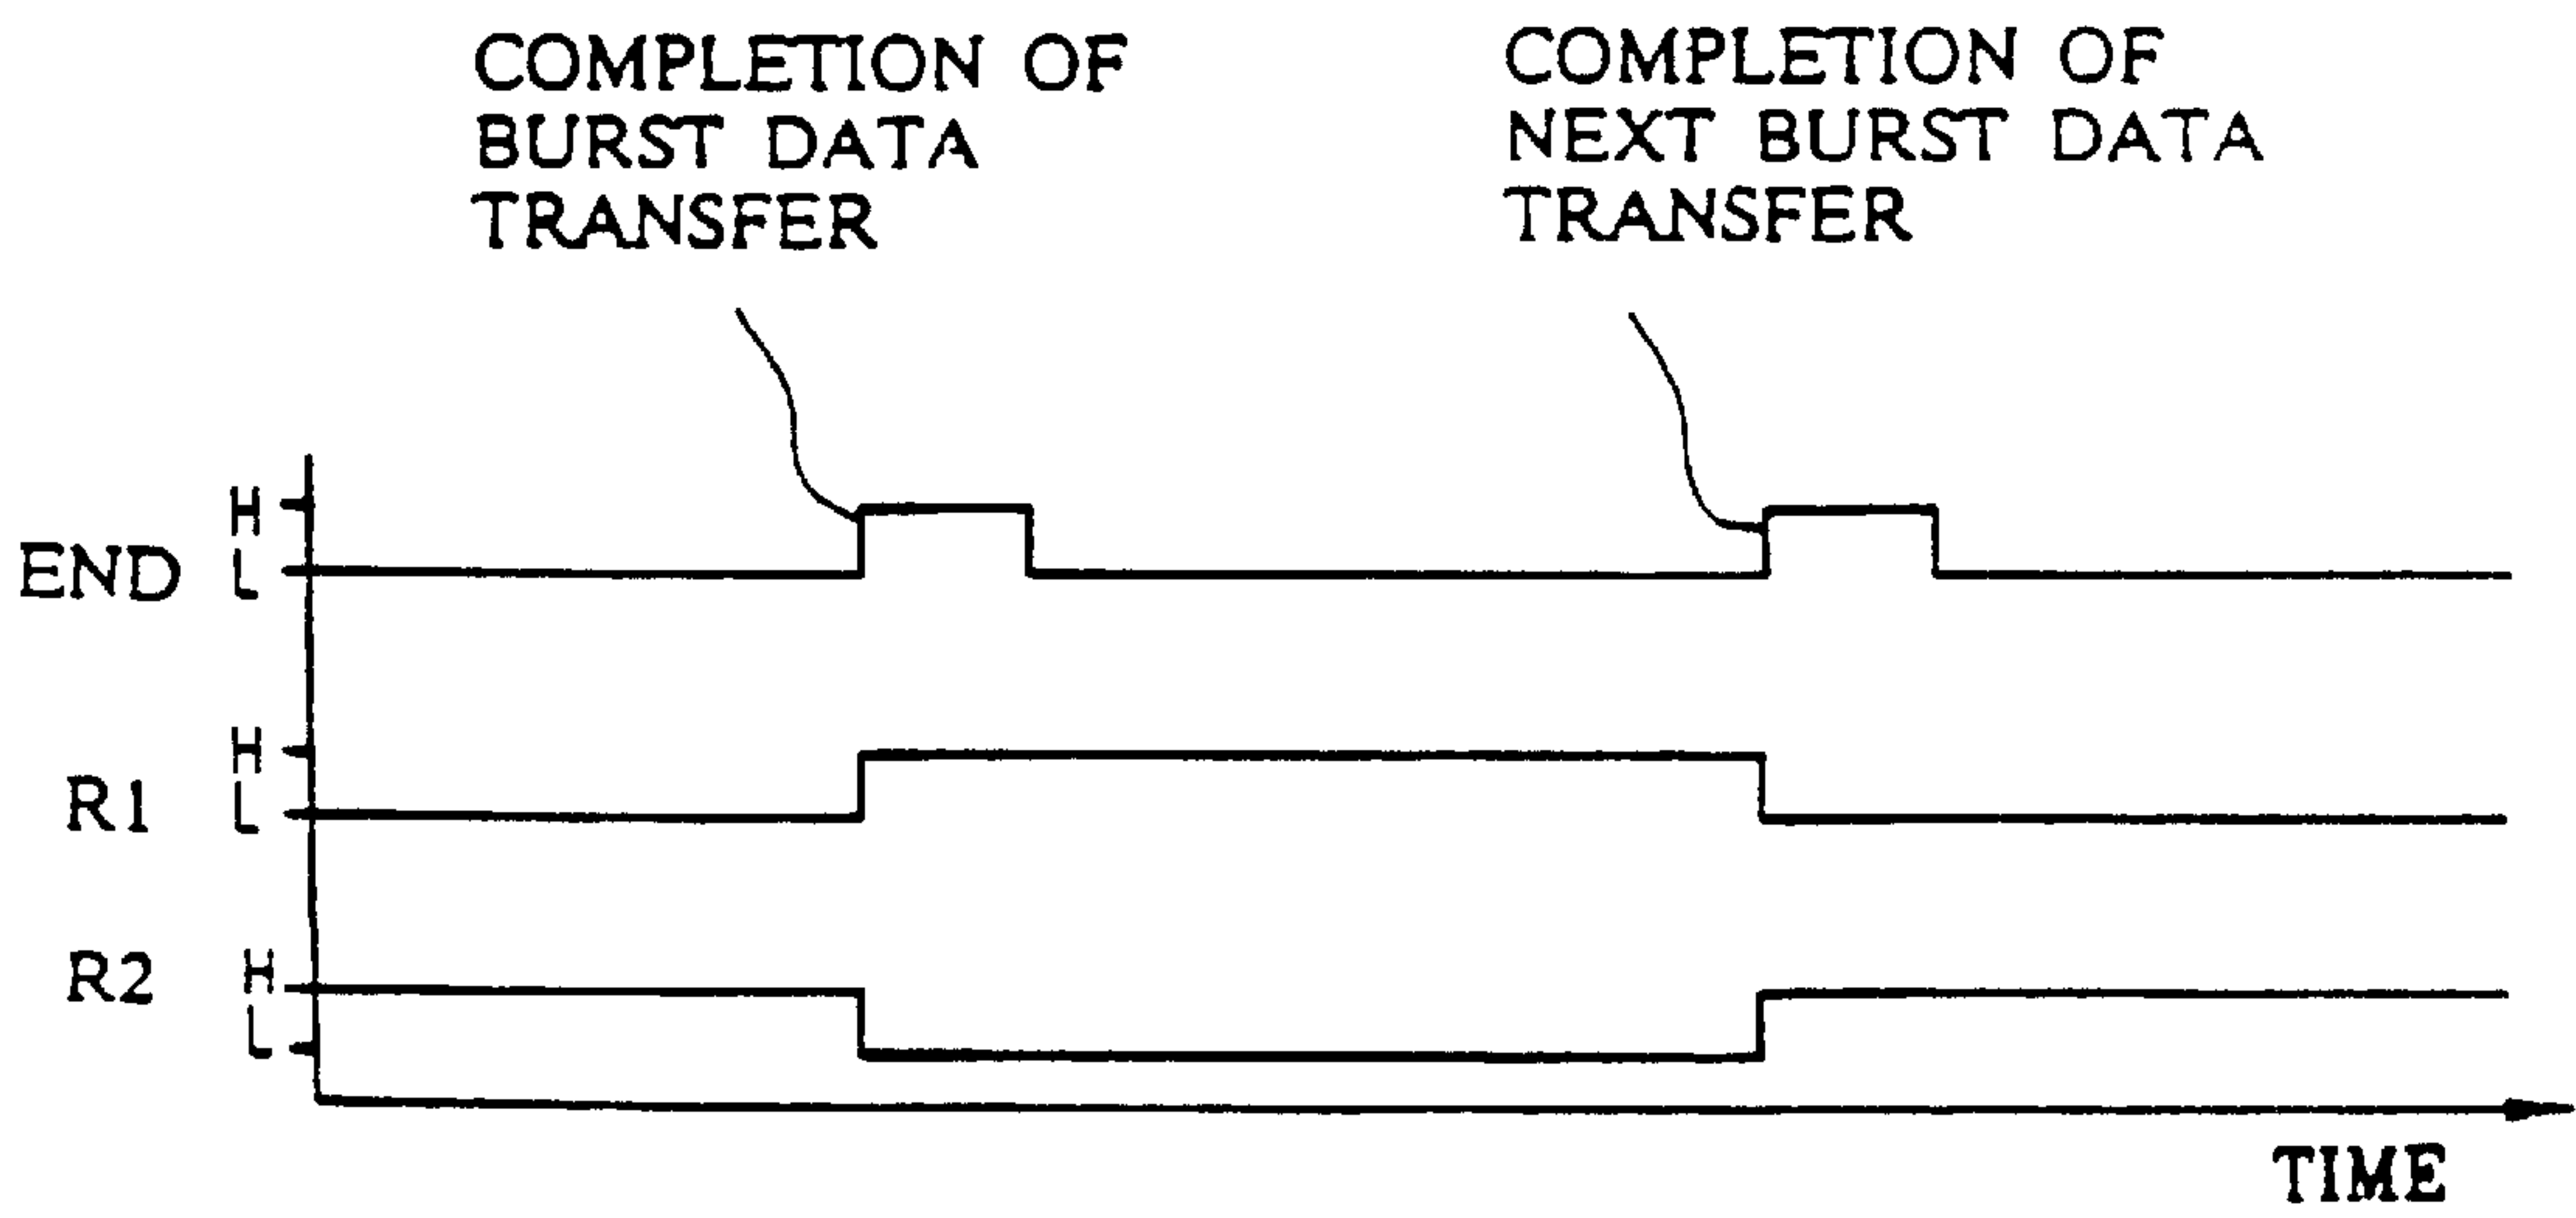 COMPLETION OF
BURST DATA
TRANSFER
COMPLETION OF
NEXT BURST DATA
TRANSFER
H
END L
H
R1 L
R2 H
L
TIME